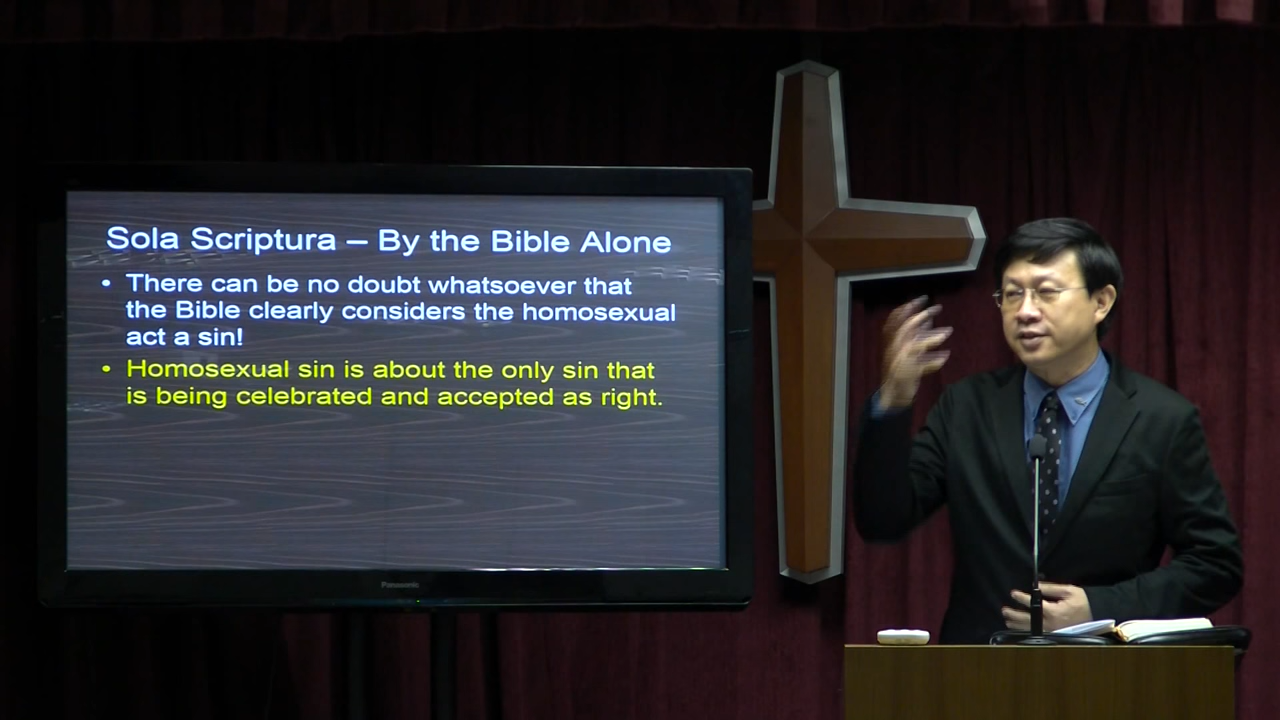 Sola Scriptura – By the Bible Alone
• There can be no doubt whatsoever that
the Bible clearly considers the homosexual
act a sin!
• Homosexual sin is about the only sin that
is being celebrated and accepted as right.
Panasonic